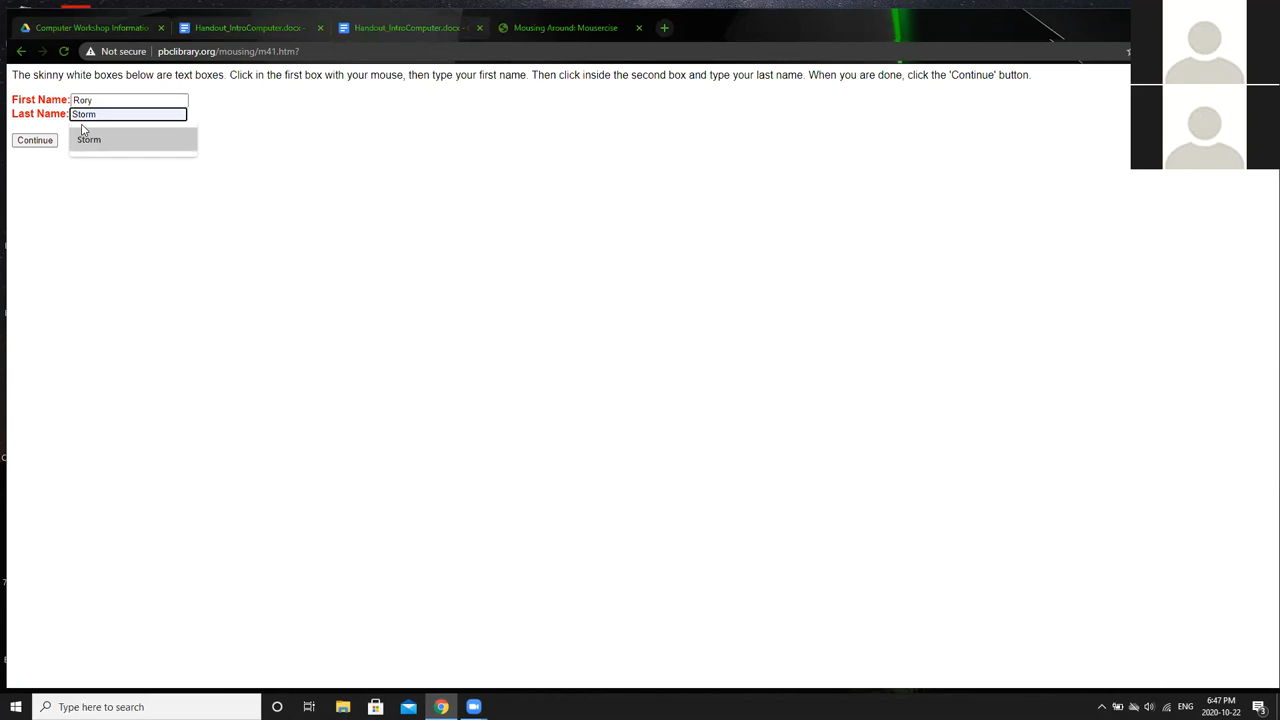 Computer Workshop Informatio
Handout_IntroComputer.docx -
Handout_IntroComputer.docx -
Mousing Around: Mousercise
Not secure pbclibrary.org/mousing/m41.htm?
The skinny white boxes below are text boxes. Click in the first box with your mouse, then type your first name. Then click inside the second box and type your last name. When you are done, click the 'Continue' button.
First Name: Rory
Last Name: Storm
Continue
Storm
Type here to search
ENG
6:47 PM
2020-10-22
3